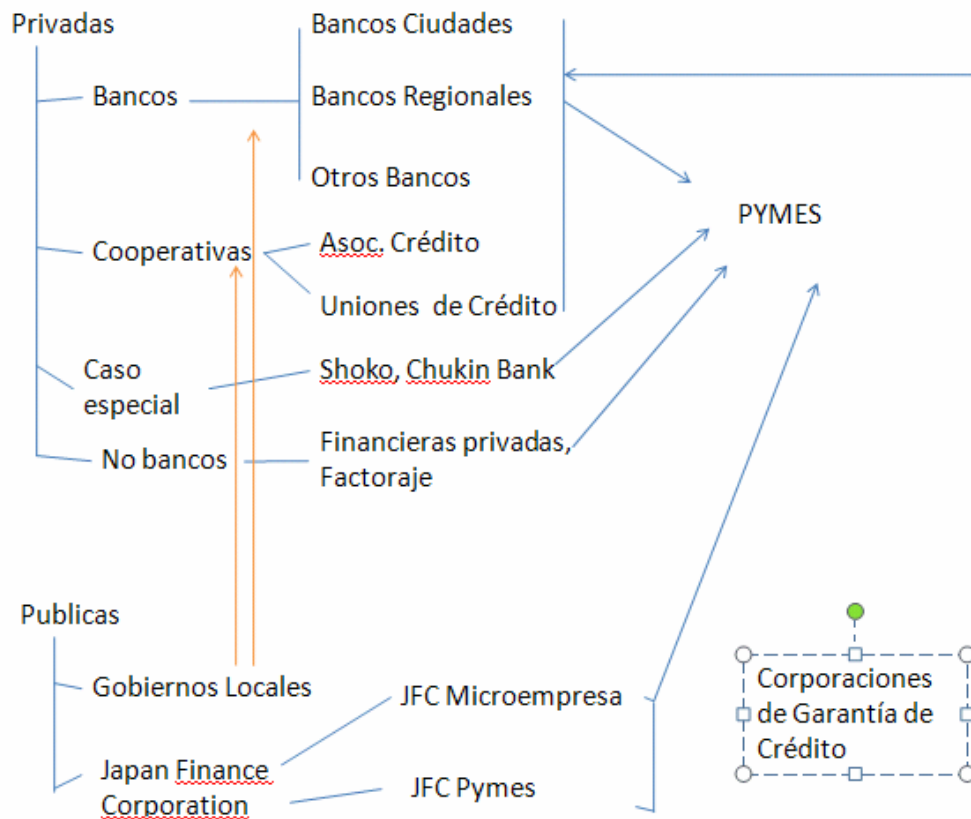 Privadas
Bancos Ciudades
Bancos
Bancos Regionales
Otros Bancos
PYMES
Cooperativas
Asoc. Crédito
Uniones de Crédito
Caso
especial
Shoko, Chukin Bank
No bancos
Financieras privadas,
Factoraje
Publicas
Gobiernos Locales
JFC Microempresa
Corporaciones
de Garantía de
Crédito
Japan Finance
Corporation
JFC Pymes